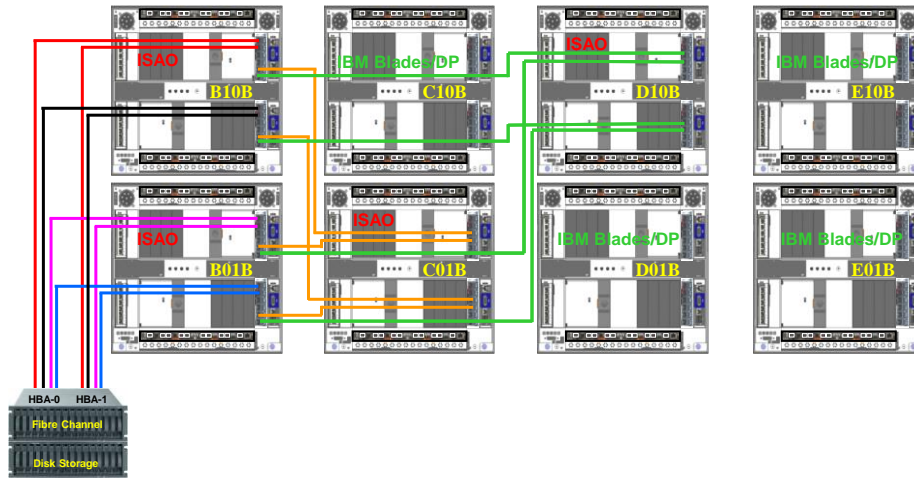 ISAO
IBM Blades/DP
ISAO
IBM Blades/DP
B10B
C10B
D10B
E10B
ISAO
ISAO
IBM Blades/DP
IBM Blades/DP
B01B
C01B
D01B
E01B
HBA-0
HBA-1
Fibre Channel
Disk Storage